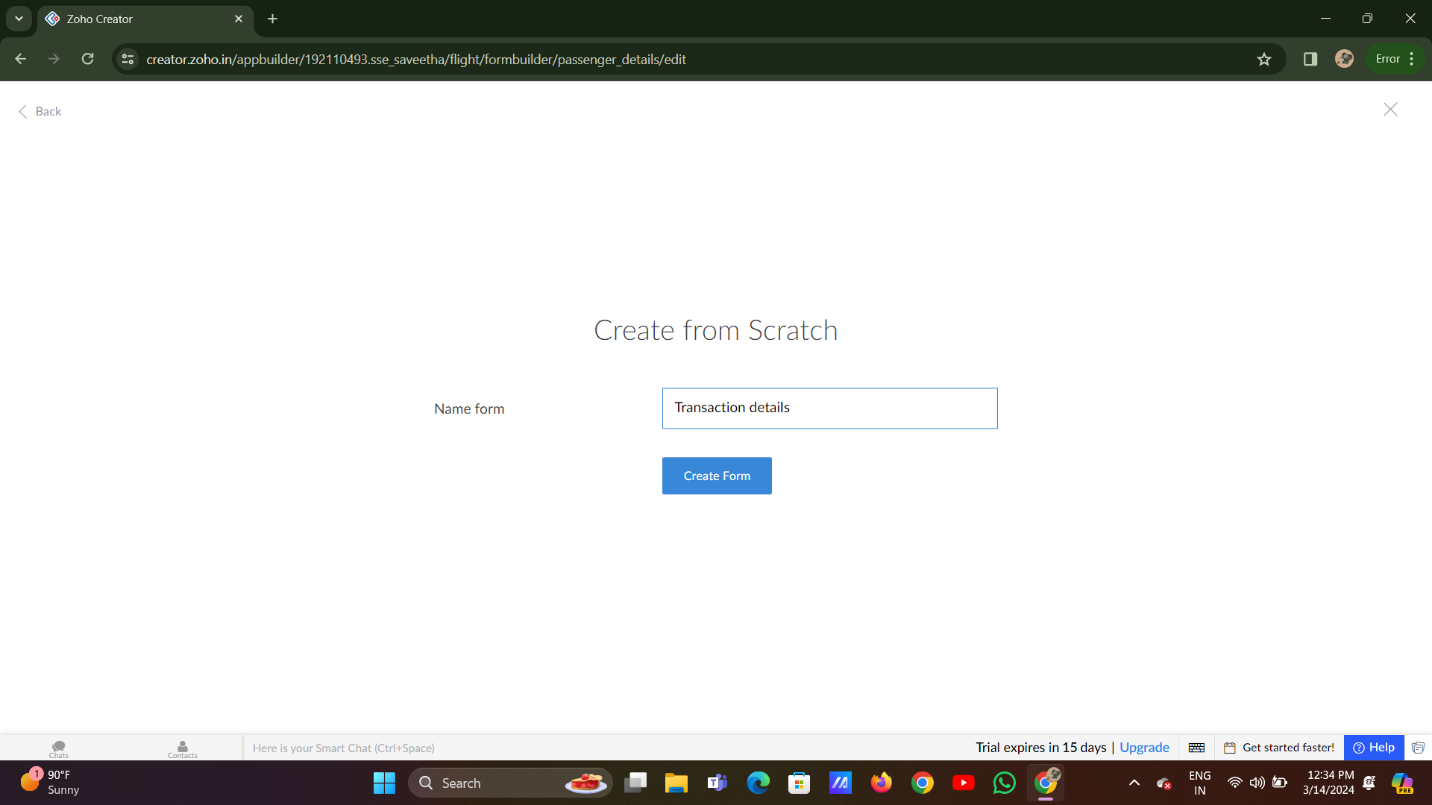 Zoho Creator
creator.zoho.in/appbuilder/192110493.sse_saveetha/flight/formbuilder/passenger_details/edit
Error
Back
Create from Scratch
Name form
Transaction details
Create Form
Chats
Contacts
Here is your Smart Chat (Ctrl+Space)
Trial expires in 15 days | Upgrade
Get started faster!
? Help
1
90°F
Sunny
Search
ENG
IN
12:34 PM
3/14/2024
PRE